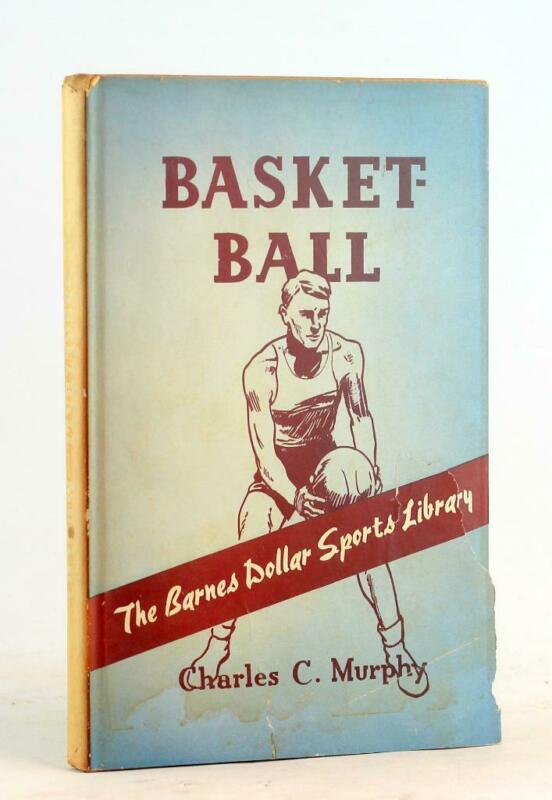 BASKET-
BALL
The Barnes Dollar Sports Library
Charles C. Murphy